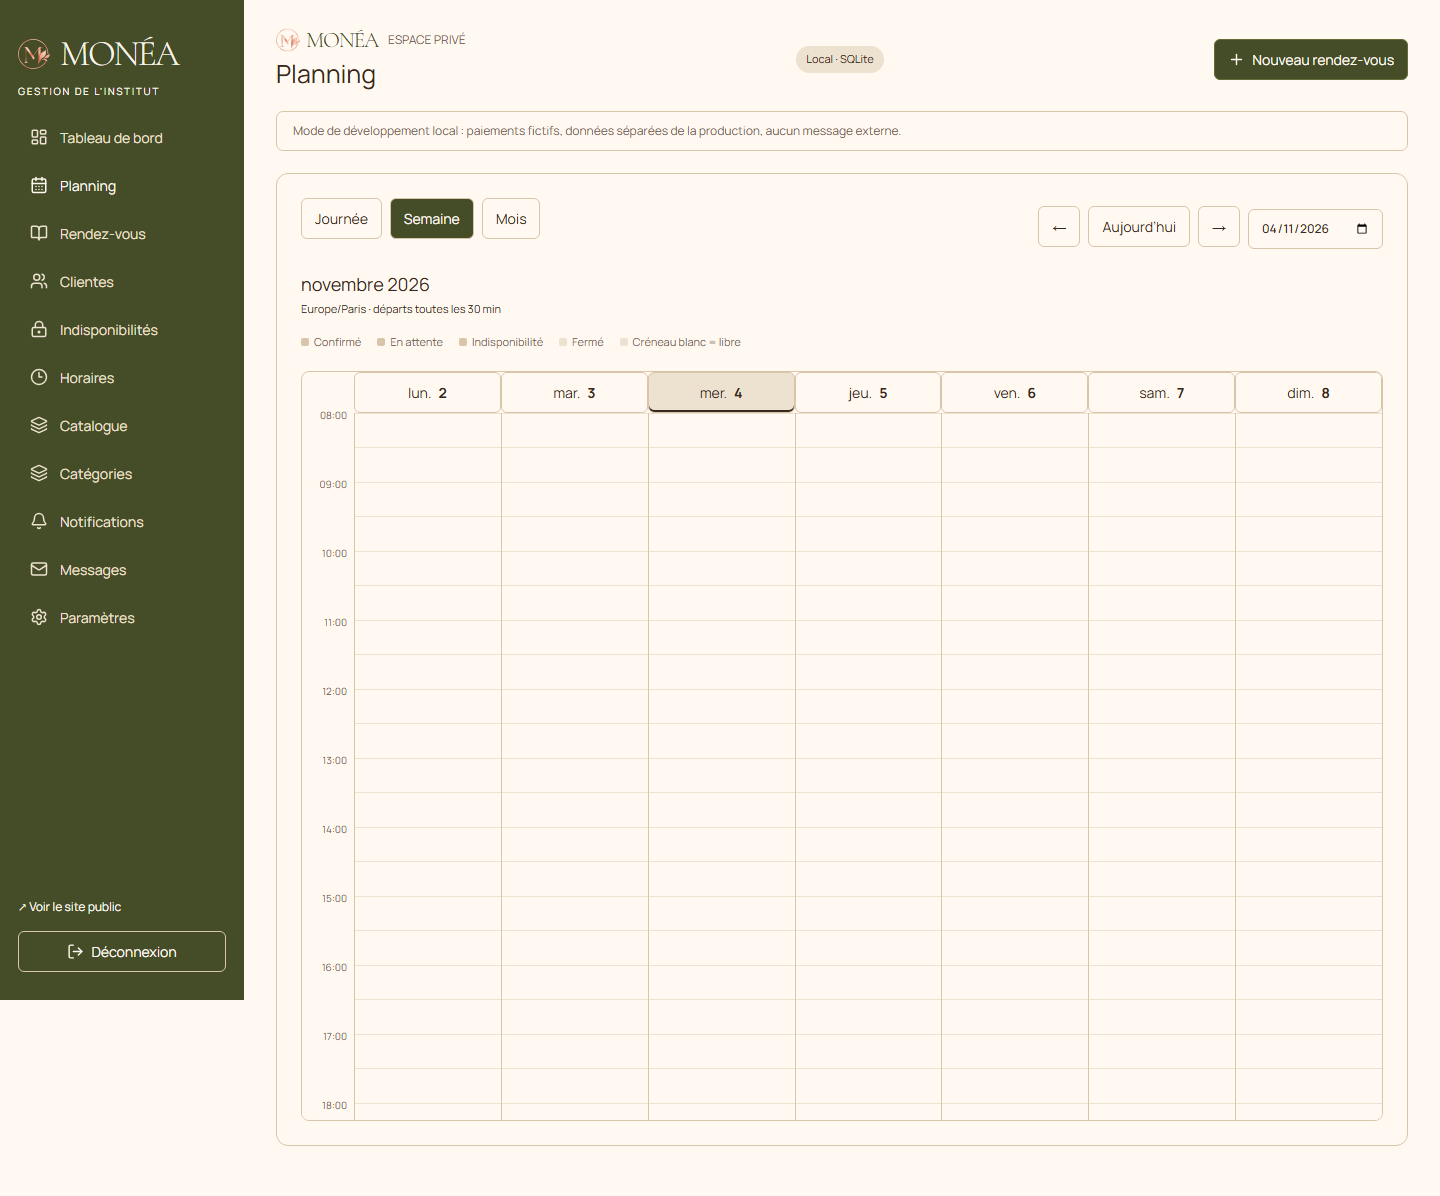 MONÉA
GESTION DE L'INSTITUT
Tableau de bord
Planning
Rendez-vous
Clientes
Indisponibilités
Horaires
Catalogue
Catégories
Notifications
Messages
Paramètres
↗ Voir le site public
Déconnexion
MONÉA ESPACE PRIVÉ
Planning
Local · SQLite
+ Nouveau rendez-vous
Mode de développement local : paiements fictifs, données séparées de la production, aucun message externe.
Journée Semaine Mois
← Aujourd'hui → 04/11/2026
novembre 2026
Europe/Paris · départs toutes les 30 min
Confirmé En attente Indisponibilité Fermé Créneau blanc = libre
lun. 2 mar. 3 mer. 4 jeu. 5 ven. 6 sam. 7 dim. 8
08:00
09:00
10:00
11:00
12:00
13:00
14:00
15:00
16:00
17:00
18:00